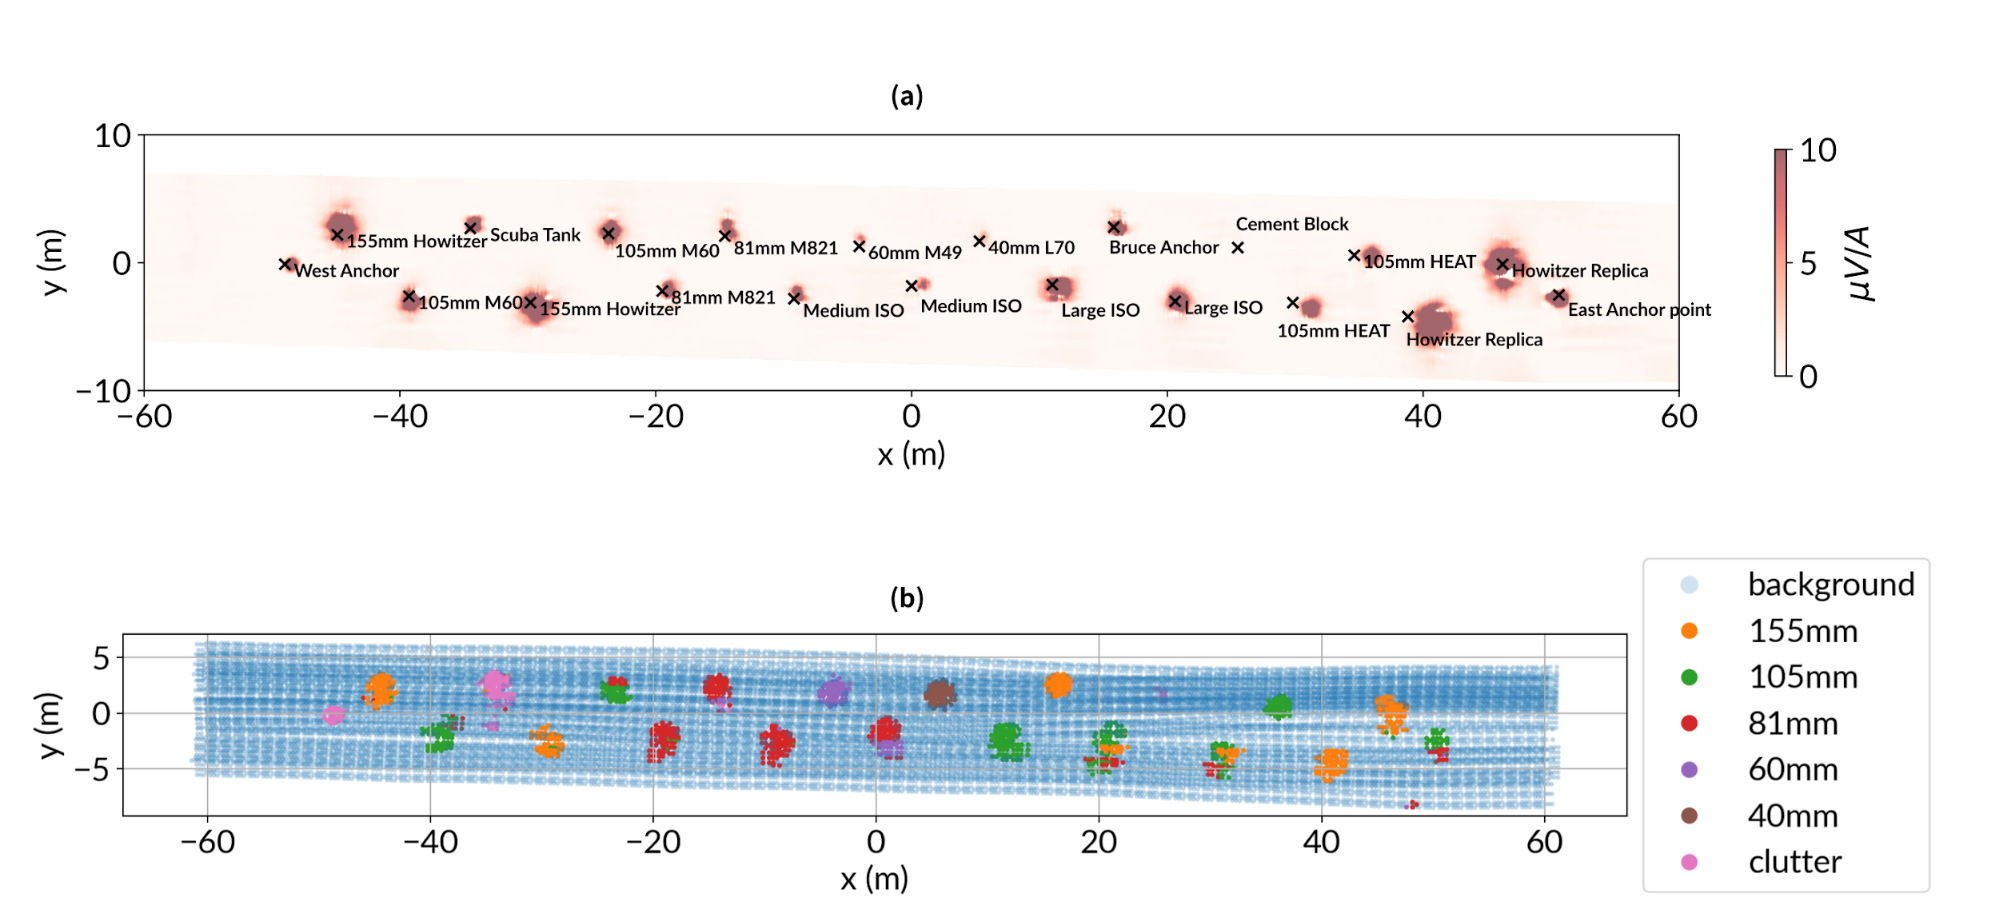 (a)
10
0
−10
y (m)
155mm Howitzer
Scuba Tank
105mm M60
81mm M821
60mm M49
40mm L70
Bruce Anchor
Cement Block
105mm HEAT
Howitzer Replica
West Anchor
105mm M60
155mm Howitzer
81mm M821
Medium ISO
Medium ISO
Large ISO
Large ISO
105mm HEAT
Howitzer Replica
East Anchor point
−60
−40
−20
0
20
40
60
x (m)
10
5
0
μV/A
(b)
5
0
−5
y (m)
−60
−40
−20
0
20
40
60
x (m)
background
155mm
105mm
81mm
60mm
40mm
clutter